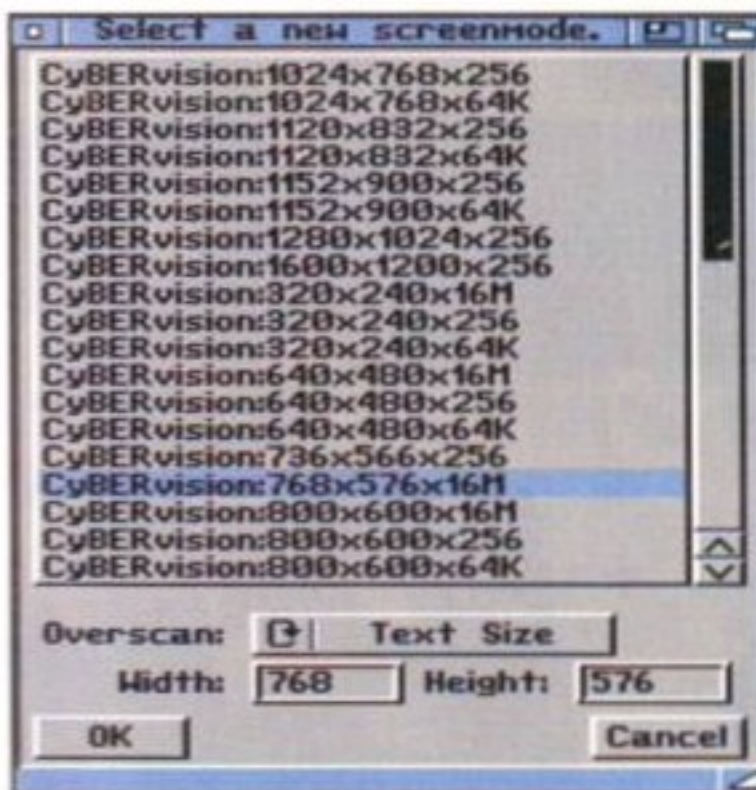 Select a new screenmode.
CyBERvision:1024x768x256
CyBERvision:1024x768x64K
CyBERvision:1120x832x256
CyBERvision:1120x832x64K
CyBERvision:1152x900x256
CyBERvision:1152x900x64K
CyBERvision:1280x1024x256
CyBERvision:1600x1200x256
CyBERvision:320x240x16M
CyBERvision:320x240x256
CyBERvision:320x240x64K
CyBERvision:640x480x16M
CyBERvision:640x480x256
CyBERvision:640x480x64K
CyBERvision:736x566x256
CyBERvision:768x576x16M
CyBERvision:800x600x16M
CyBERvision:800x600x256
CyBERvision:800x600x64K
Overscan: Text Size
Width: 768 Height: 576
OK Cancel